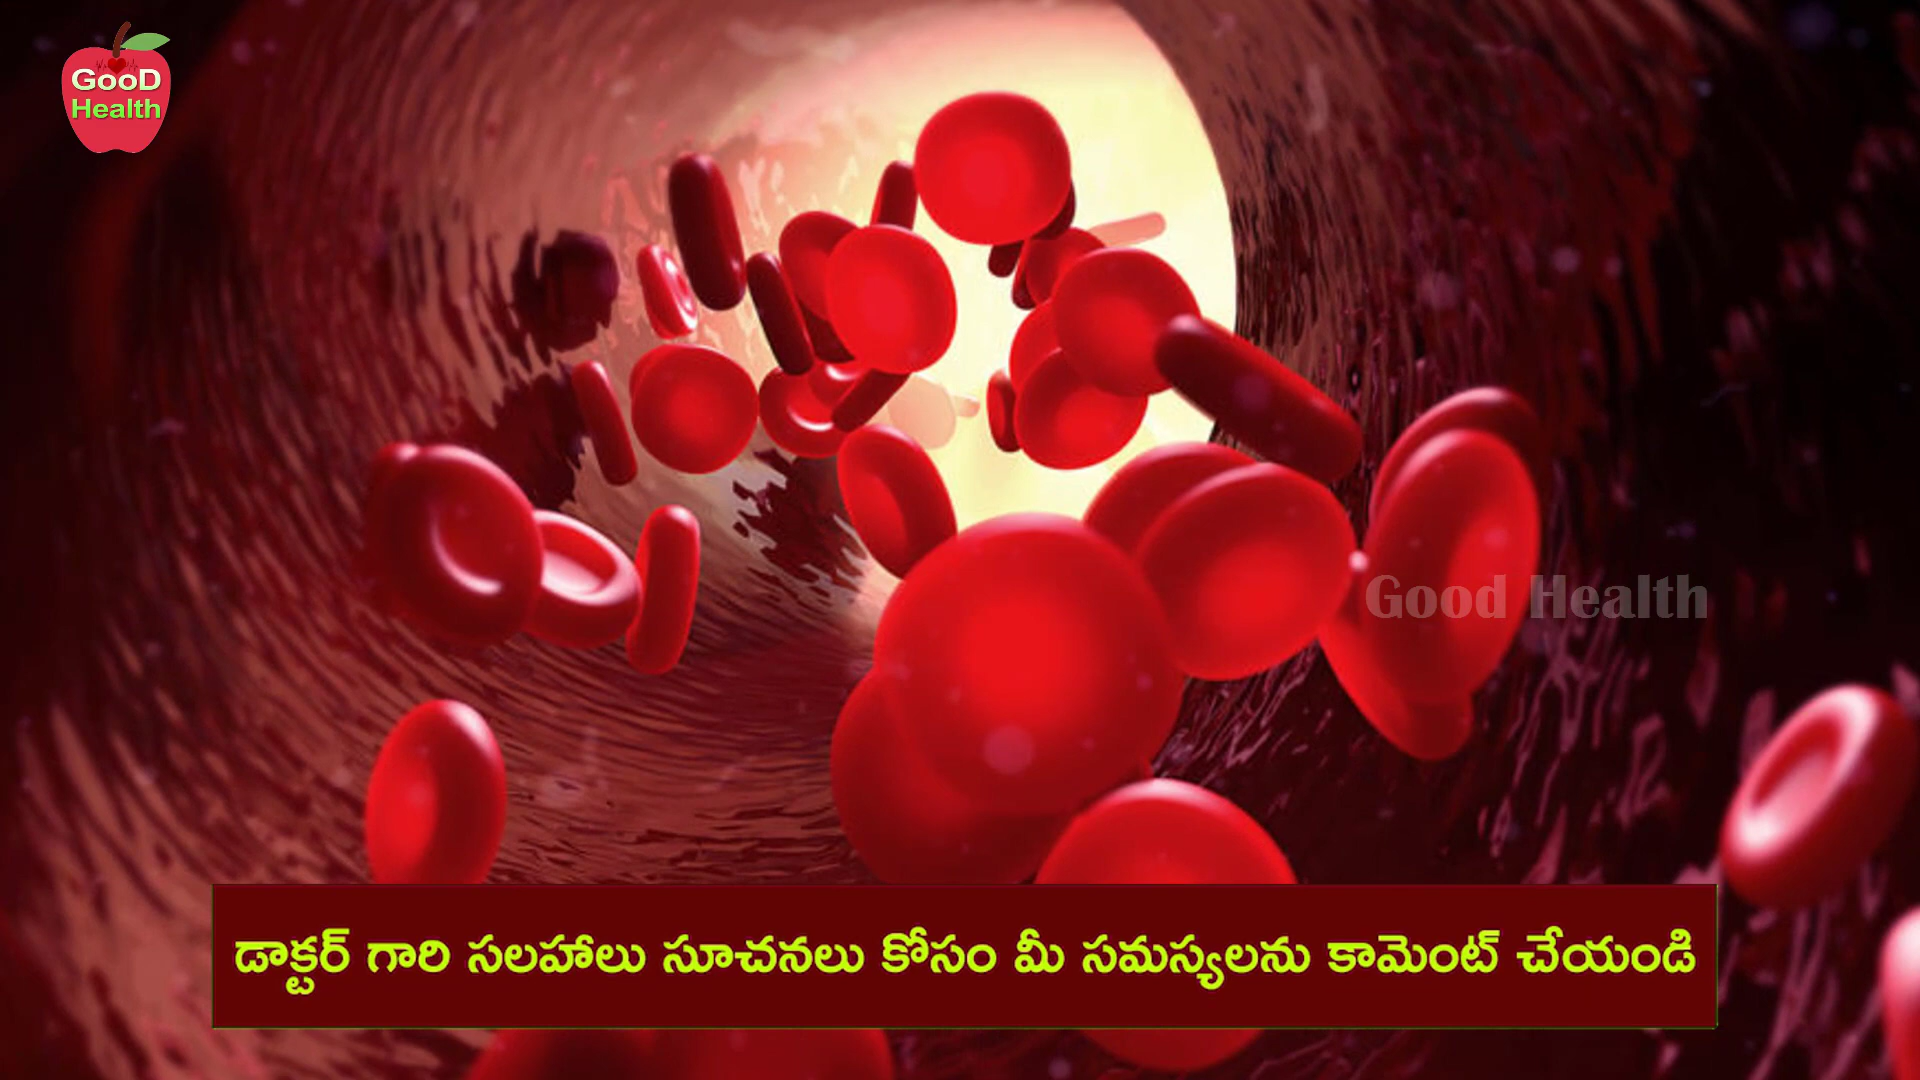 GooD
Health
Good Health
డాక్టర్ గారి సలహాలు సూచనలు కోసం మీ సమస్యలను కామెంట్ చేయండి